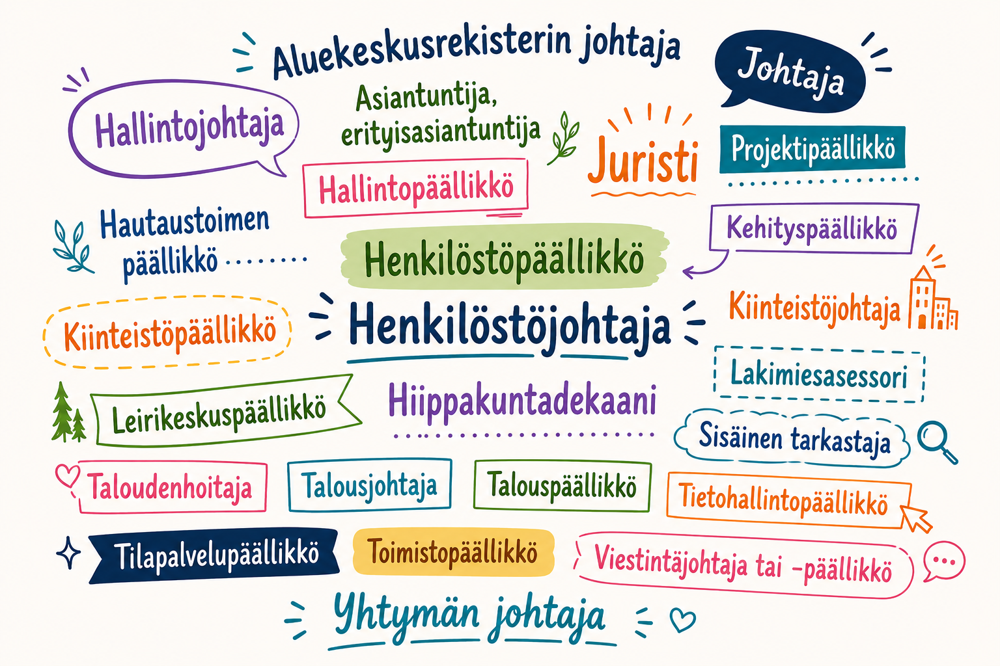 Aluekeskusrekisterin johtaja
Johtaja
Hallintojohtaja
Asiantuntija,
erityisasiantuntija
Juristi
Projektipäällikkö
Hallintopäällikkö
Hautaustoimen
päällikkö
Henkilöstöpäällikkö
Kehityspäällikkö
Kiinteistöpäällikkö
Henkilöstöjohtaja
Kiinteistöjohtaja
Lakimiesasessori
Leirikeskuspäällikkö
Hiippakuntadekaani
Sisäinen tarkastaja
Taloudenhoitaja
Talousjohtaja
Talouspäällikkö
Tietohallintopäällikkö
Tilapalvelupäällikkö
Toimistopäällikkö
Viestintäjohtaja tai -päällikkö
Yhtymän johtaja